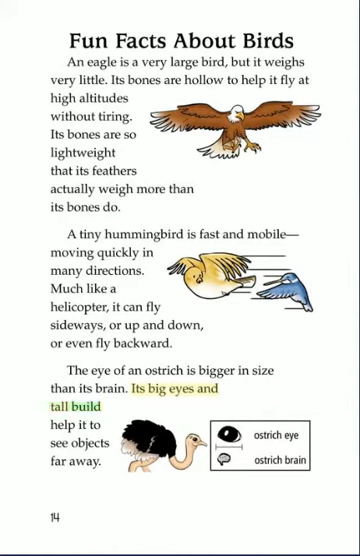 Fun Facts About Birds
An eagle is a very large bird, but it weighs
very little. Its bones are hollow to help it fly at
high altitudes
without tiring.
Its bones are so
lightweight
that its feathers
actually weigh more than
its bones do.
A tiny hummingbird is fast and mobile—
moving quickly in
many directions.
Much like a
helicopter, it can fly
sideways, or up and down,
or even fly backward.
The eye of an ostrich is bigger in size
than its brain. Its big eyes and
tall build
help it to
see objects
far away.
ostrich eye
ostrich brain
14